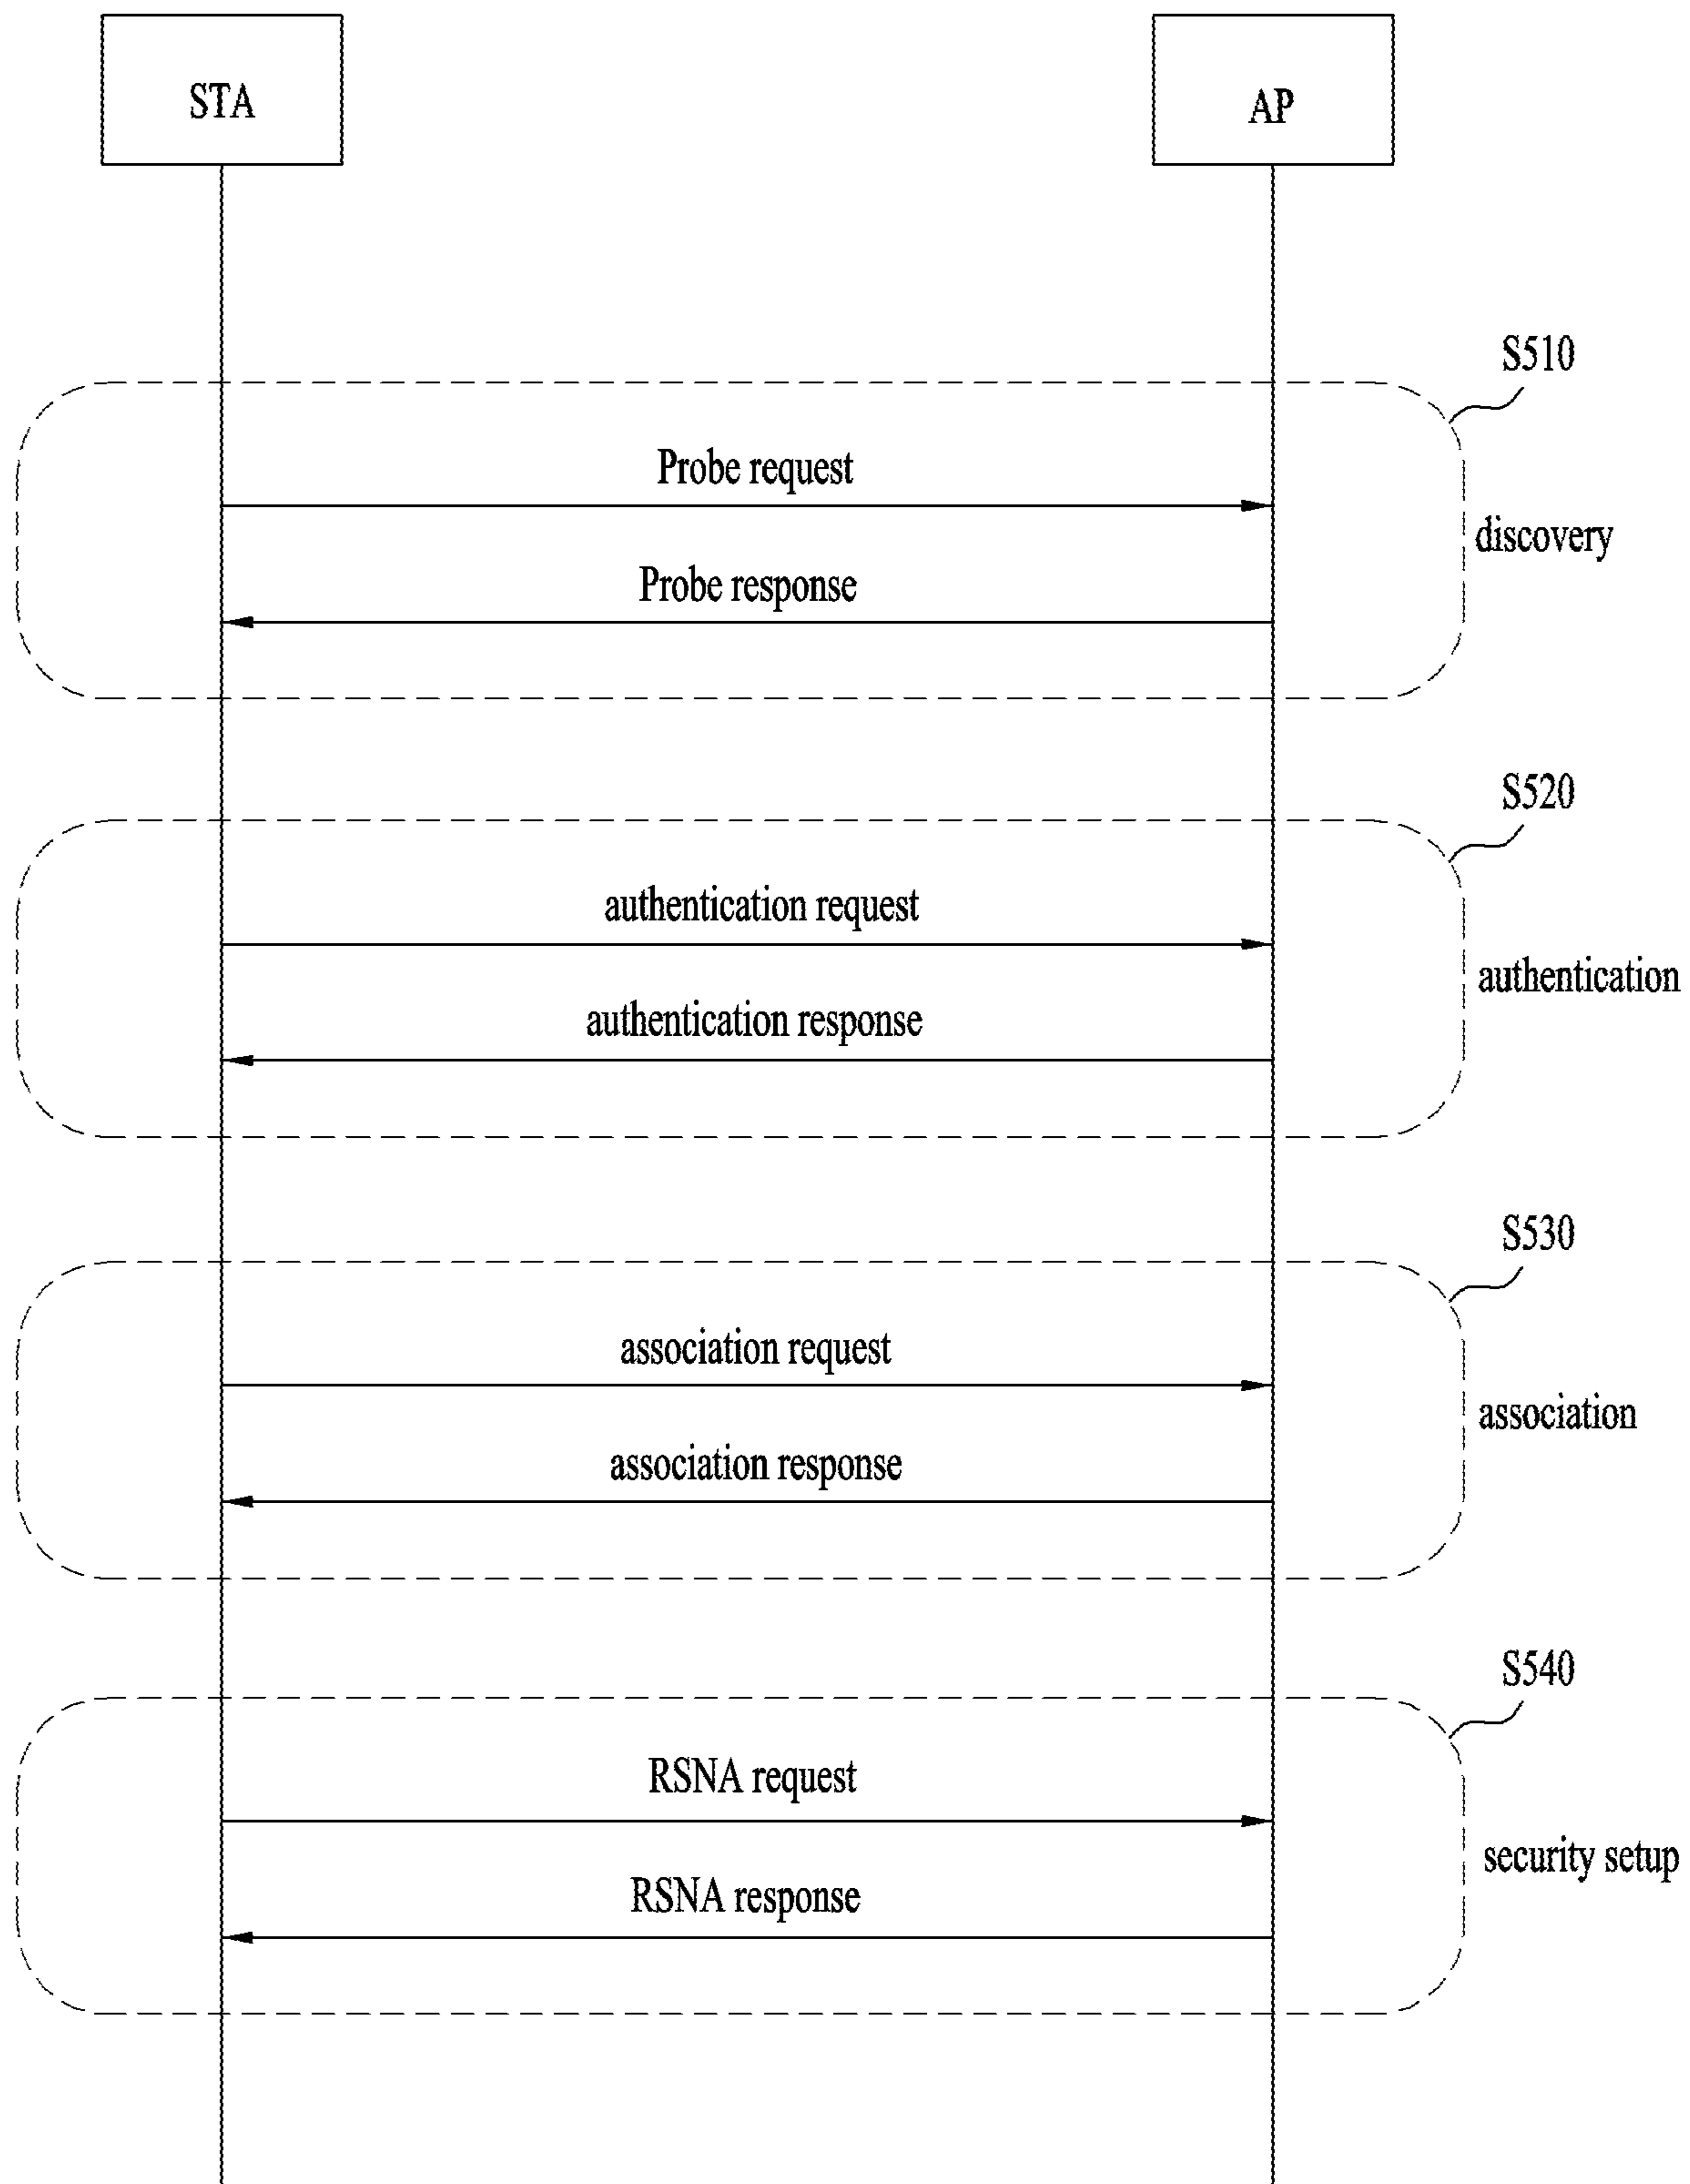 STA
AP
S510
Probe request
discovery
Probe response
S520
authentication request
authentication
authentication response
S530
association request
association
association response
S540
RSNA request
security setup
RSNA response